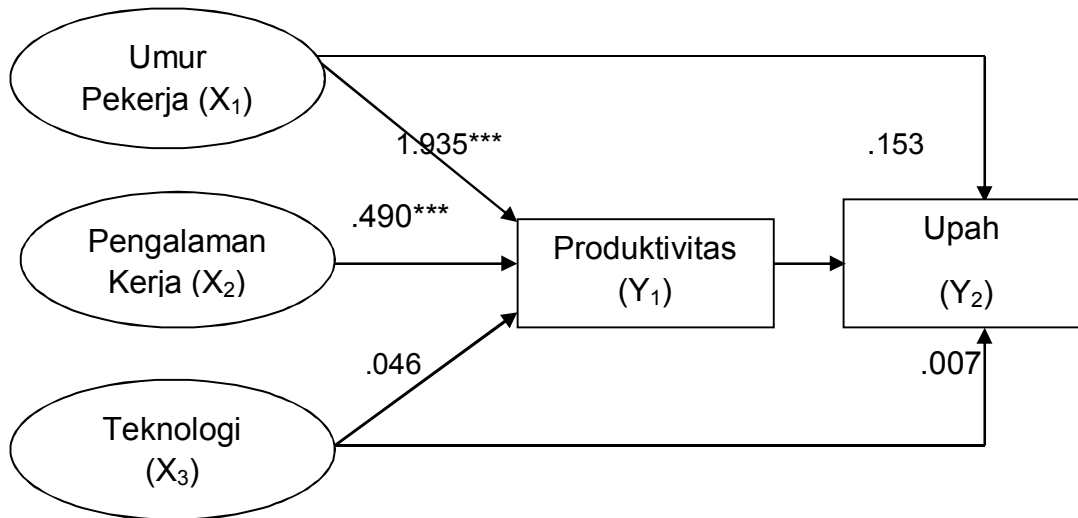 Umur
Pekerja (X₁)
1.935***
.153
.490***
Pengalaman
Kerja (X₂)
Produktivitas
(Y₁)
Upah
(Y₂)
.046
.007
Teknologi
(X₃)